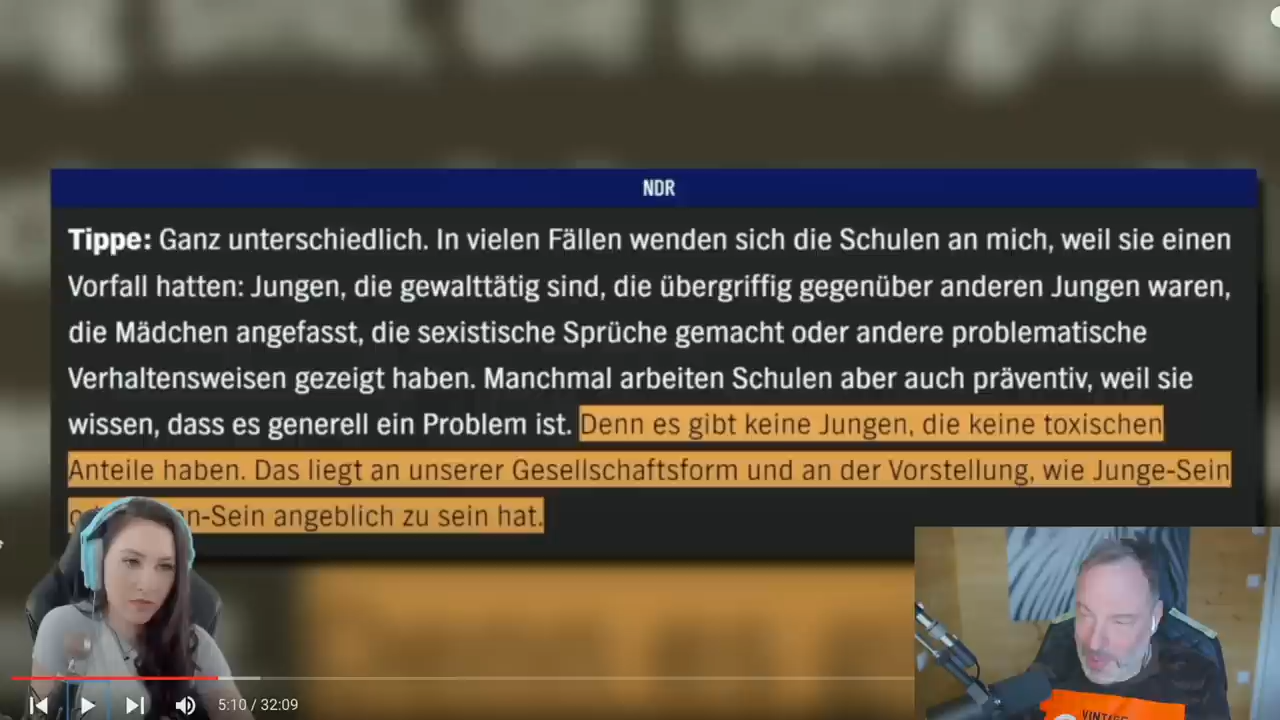 NDR
Tippe: Ganz unterschiedlich. In vielen Fällen wenden sich die Schulen an mich, weil sie einen
Vorfall hatten: Jungen, die gewalttätig sind, die übergriffig gegenüber anderen Jungen waren,
die Mädchen angefasst, die sexistische Sprüche gemacht oder andere problematische
Verhaltensweisen gezeigt haben. Manchmal arbeiten Schulen aber auch präventiv, weil sie
wissen, dass es generell ein Problem ist. Denn es gibt keine Jungen, die keine toxischen
Anteile haben. Das liegt an unserer Gesellschaftsform und an der Vorstellung, wie Junge-Sein
angeblich zu sein hat.
5:10 / 32:09